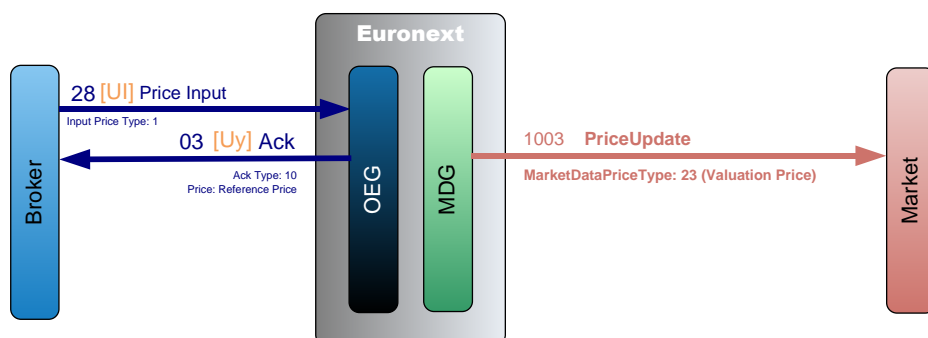 Euronext
Broker
28 [UI] Price Input
Input Price Type: 1
03 [Uy] Ack
Ack Type: 10
Price: Reference Price
OEG
MDG
1003 PriceUpdate
MarketDataPriceType: 23 (Valuation Price)
Market